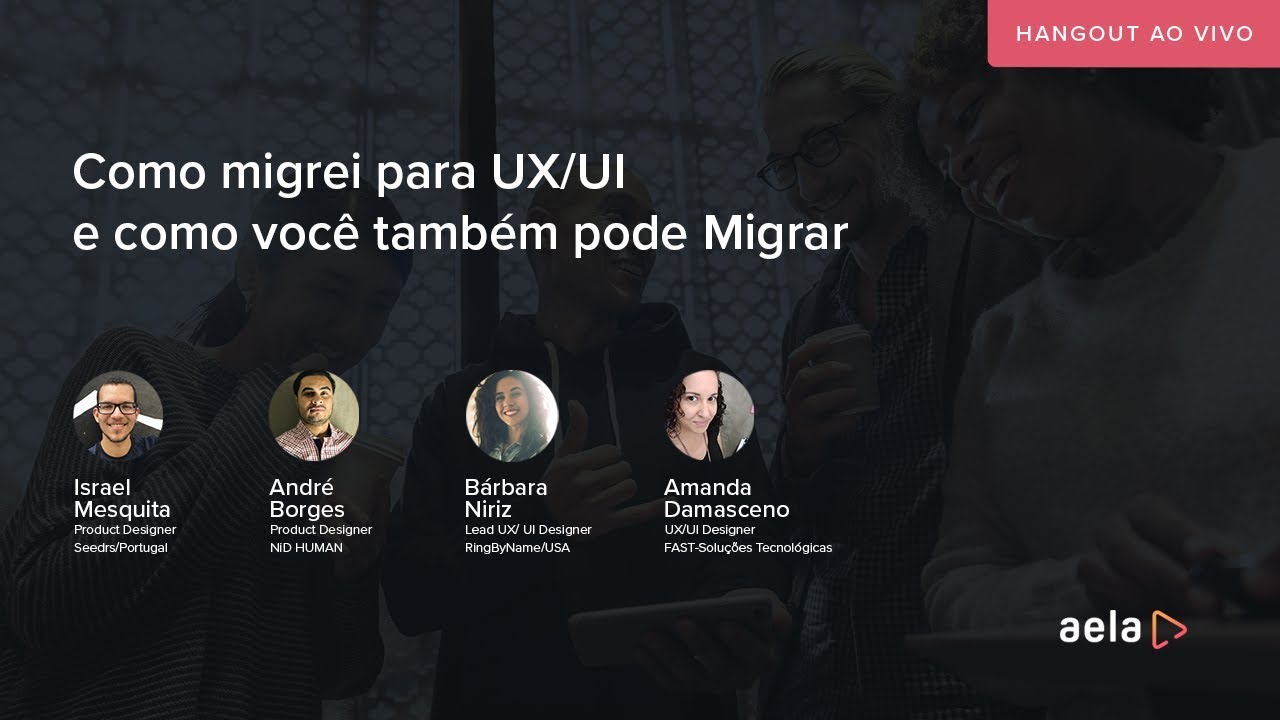 HANGOUT AO VIVO
Como migrei para UX/UI
e como você também pode Migrar
Israel
Mesquita
Product Designer
Seedrs/Portugal
André
Borges
Product Designer
NiD HUMAN
Bárbara
Niriz
Lead UX/ UI Designer
RingByName/USA
Amanda
Damasceno
UX/UI Designer
FAST-Soluções Tecnológicas
aela